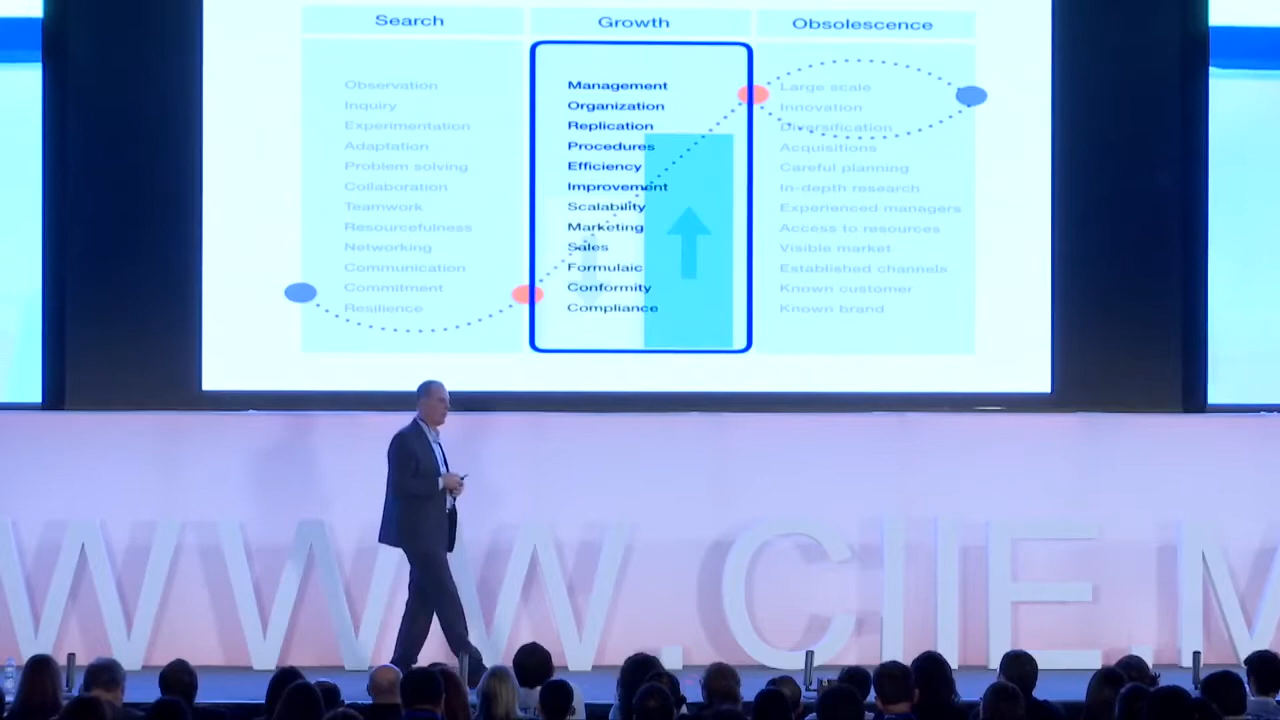 Search
Observation
Inquiry
Experimentation
Adaptation
Problem solving
Collaboration
Teamwork
Resourcefulness
Networking
Communication
Commitment
Resilience
Growth
Management
Organization
Replication
Procedures
Efficiency
Improvement
Scalability
Marketing
Sales
Formulaic
Conformity
Compliance
Obsolescence
Large scale
Innovation
Diversification
Acquisitions
Careful planning
In-depth research
Experienced managers
Access to resources
Visible market
Established channels
Known customer
Known brand
WWW.CIIE.M